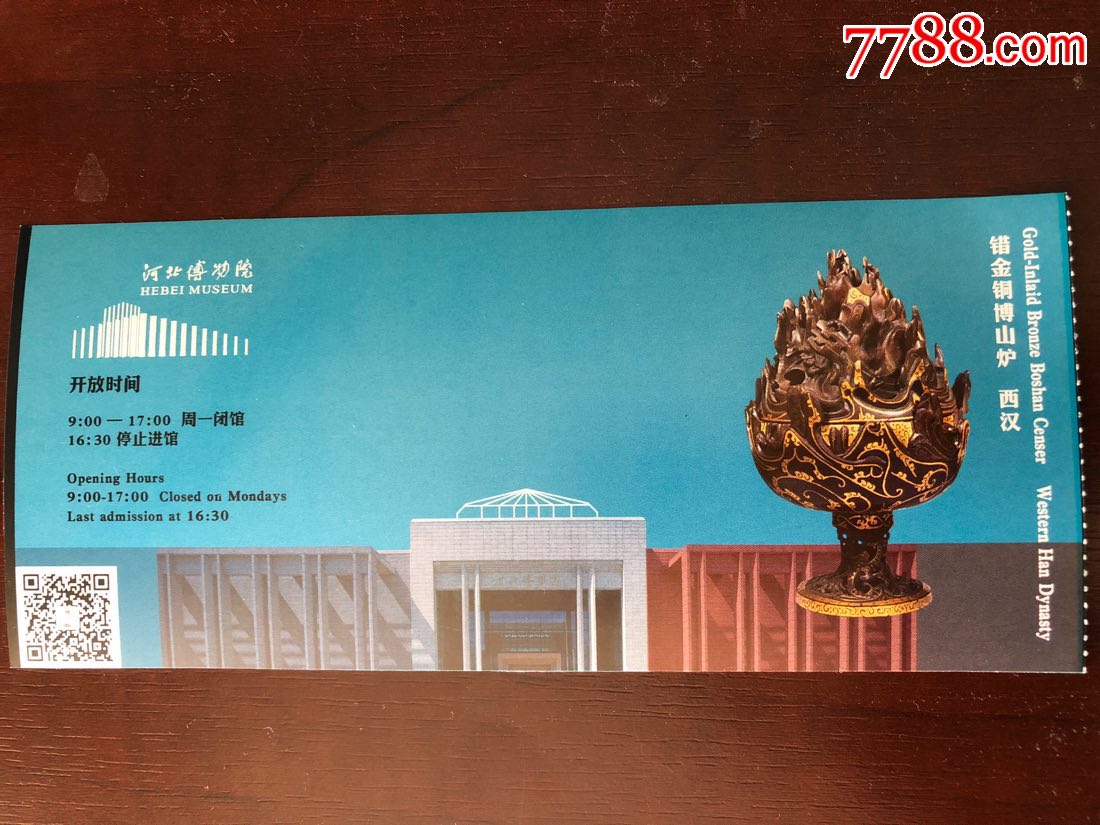 7788.com
河北博物院
HEBEI MUSEUM
开放时间
9:00 — 17:00 周一闭馆
16:30 停止进馆
Opening Hours
9:00-17:00 Closed on Mondays
Last admission at 16:30
Gold-Inlaid Bronze Boshan Censer Western Han Dynasty
错金铜博山炉 西汉